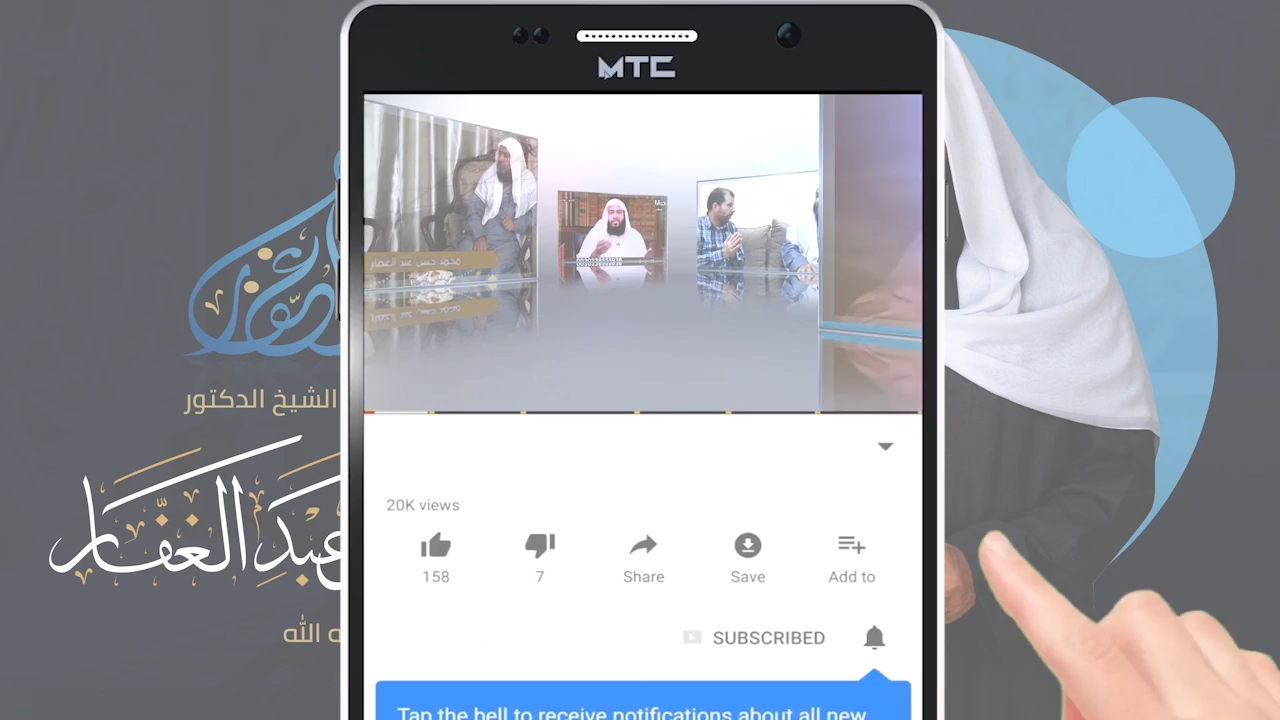 MTC
محمد حسن عبد الغفار
الشيخ الدكتور
عبد الغفار
ه الله
20K views
158
7
Share
Save
Add to
SUBSCRIBED
Tap the bell to receive notifications about all new